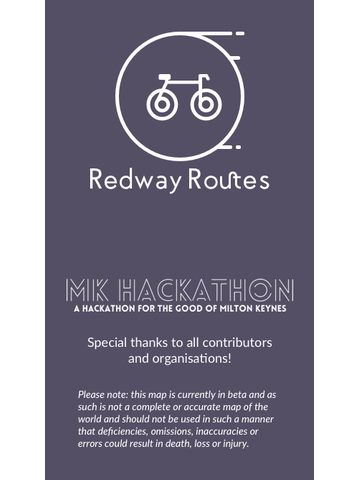 Redway Routes
MK HACKATHON
A HACKATHON FOR THE GOOD OF MILTON KEYNES
Special thanks to all contributors
and organisations!
Please note: this map is currently in beta and as
such is not a complete or accurate map of the
world and should not be used in such a manner
that deficiencies, omissions, inaccuracies or
errors could result in death, loss or injury.